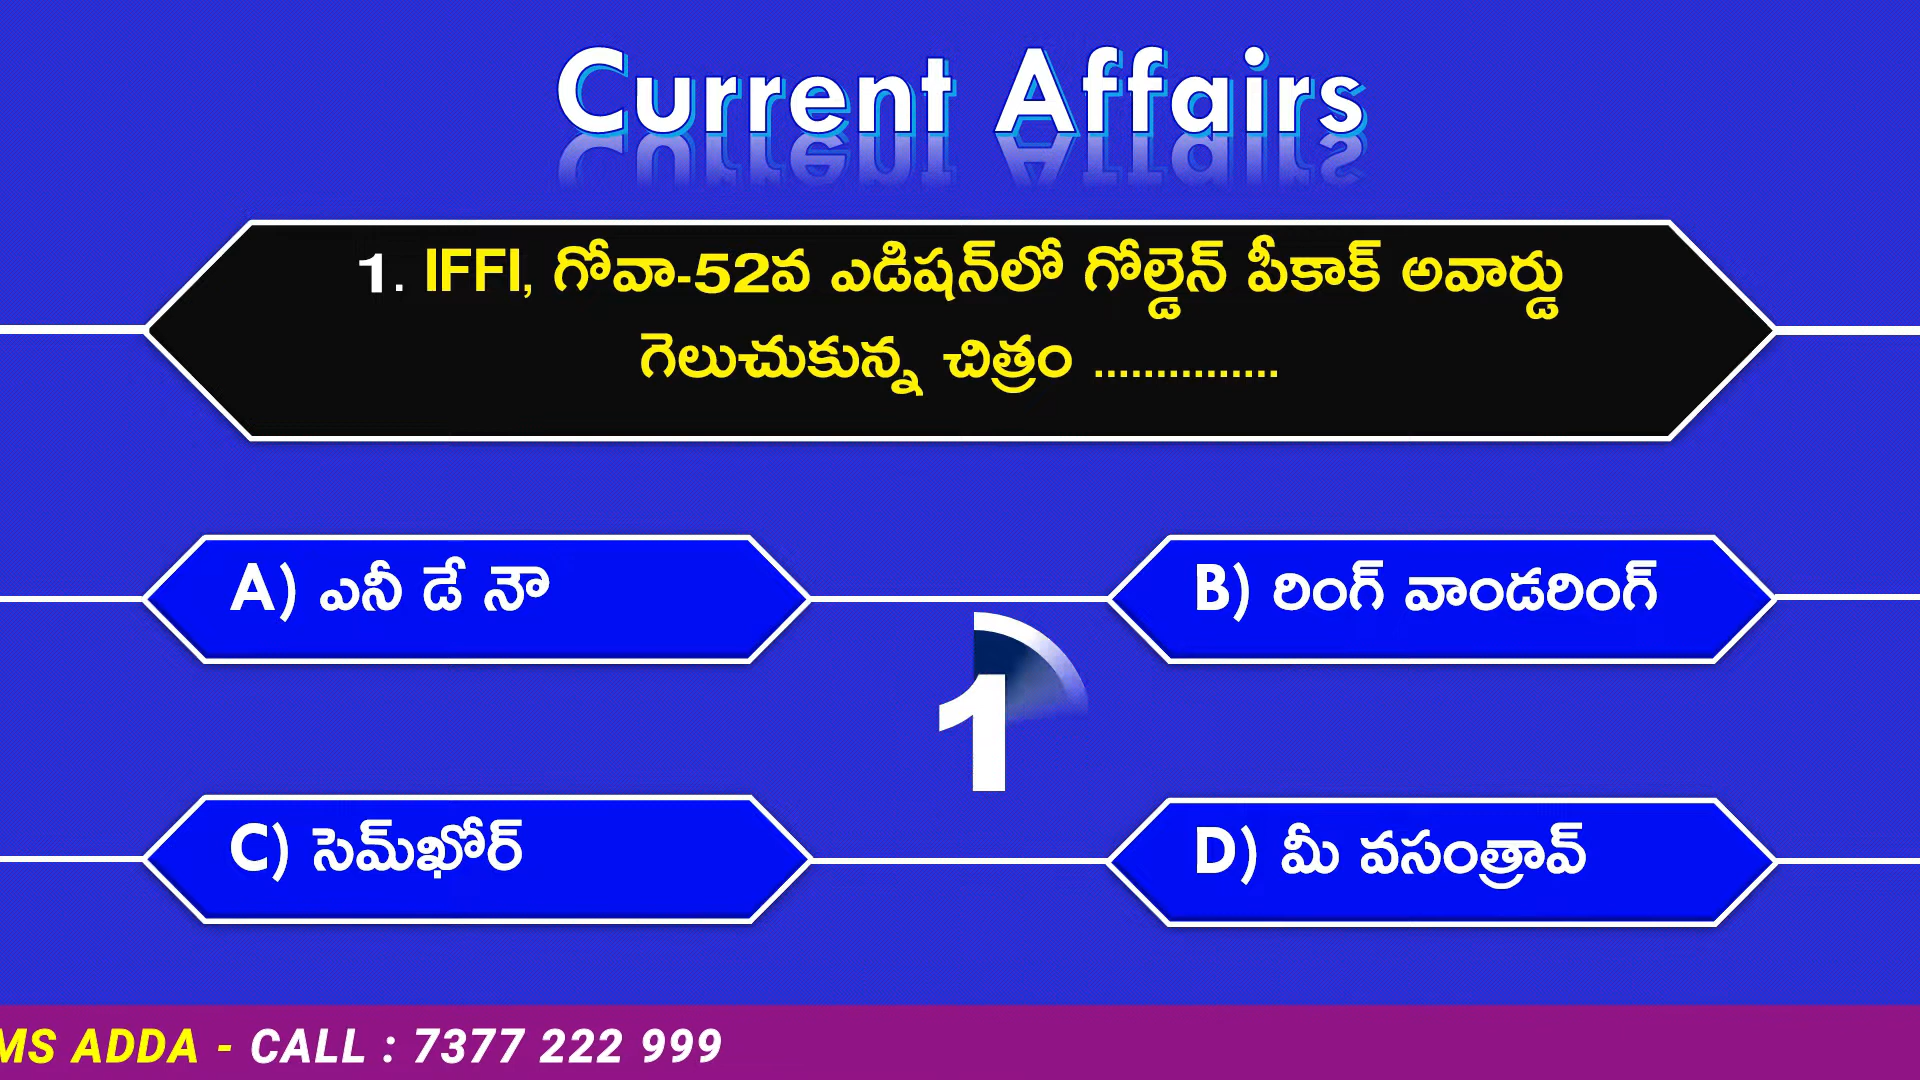 Current Affairs
1. IFFI, గోవా-52వ ఎడిషన్‌లో గోల్డెన్ పీకాక్ అవార్డు
గెలుచుకున్న చిత్రం ...............
A) ఎనీ డే నౌ
B) రింగ్ వాండరింగ్
1
C) సెమ్‌ఖోర్
D) మీ వసంత్రావ్
MS ADDA - CALL : 7377 222 999